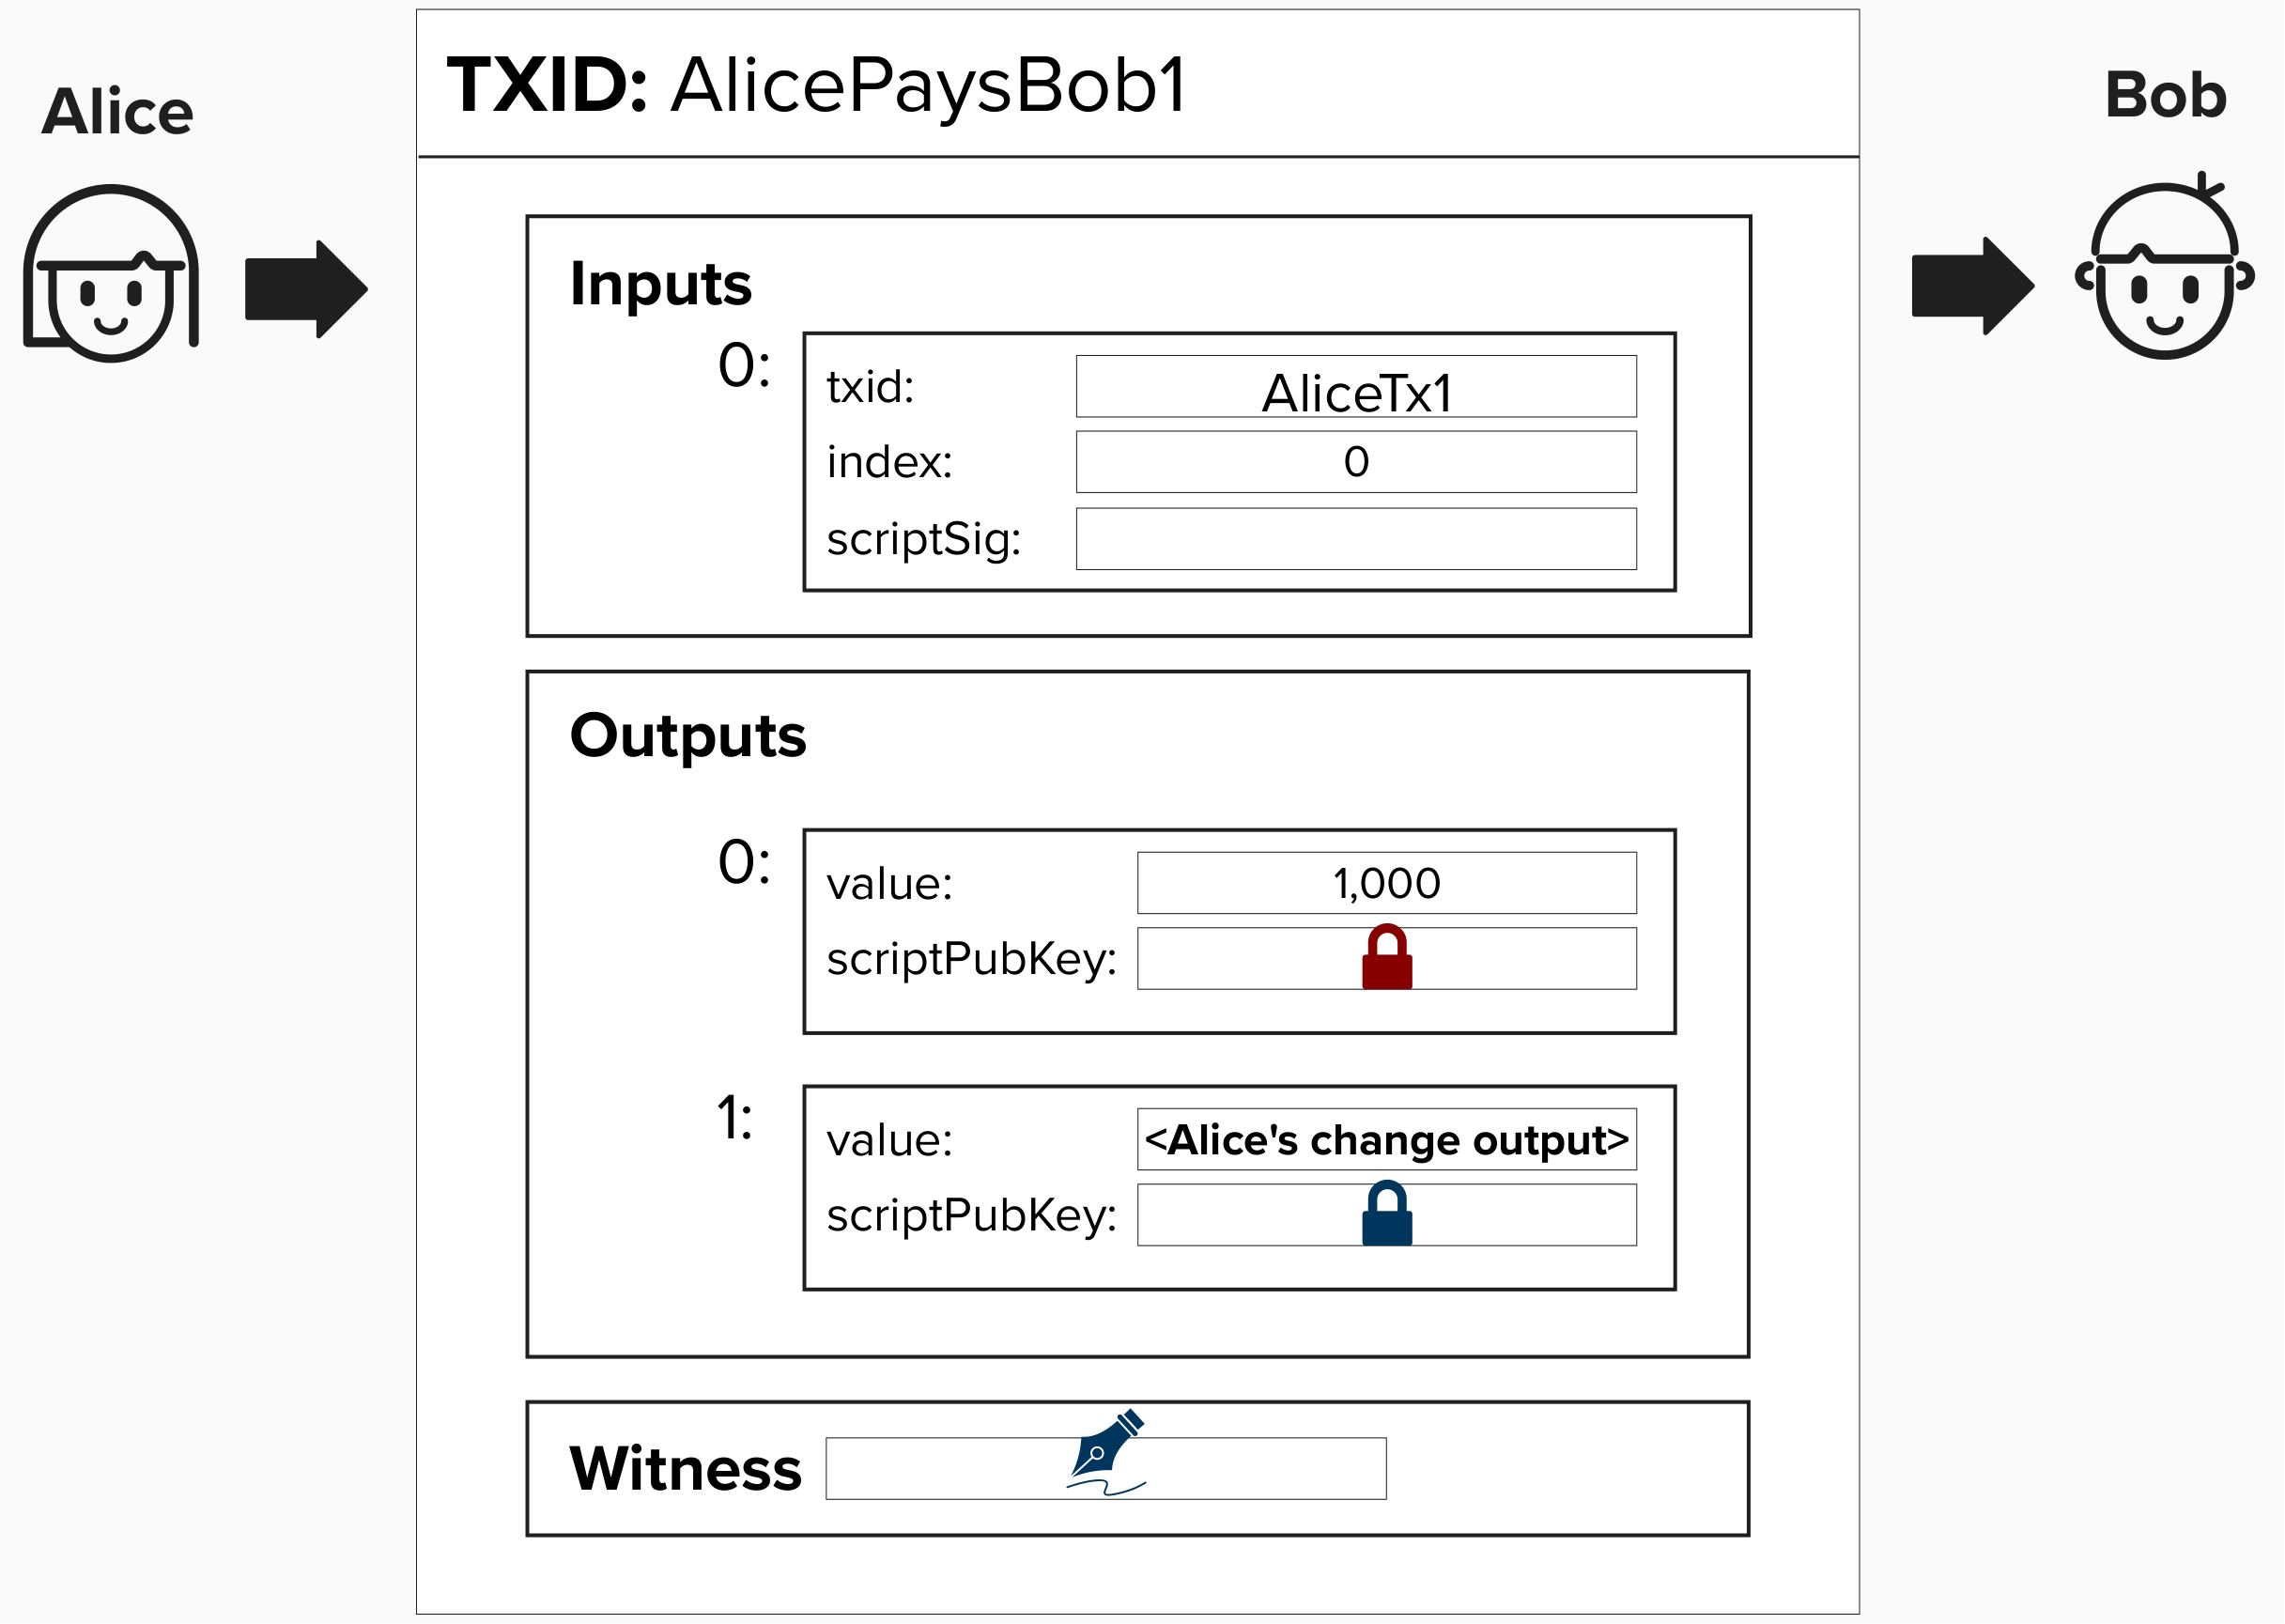 TXID: AlicePaysBob1
Alice
Bob
Inputs
0:
txid: AliceTx1
index: 0
scriptSig:
Outputs
0:
value: 1,000
scriptPubKey:
1:
value: <Alice's change output>
scriptPubKey:
Witness